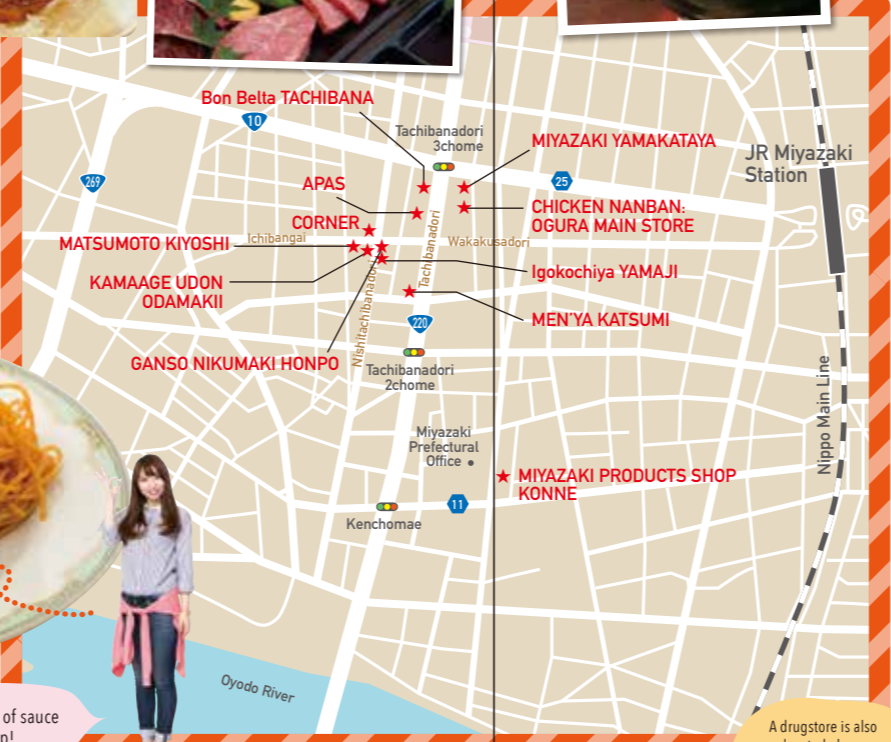 Bon Belta TACHIBANA
10
Tachibanadori
3chome
MIYAZAKI YAMAKATAYA
JR Miyazaki
Station
269
APAS
25
CORNER
CHICKEN NANBAN:
OGURA MAIN STORE
MATSUMOTO KIYOSHI
Ichibangai
Wakakusadori
Tachibanadori
KAMAAGE UDON
ODAMAKII
Igokochiya YAMAJI
Nishitachibanadori
MEN'YA KATSUMI
220
GANSO NIKUMAKI HONPO
Tachibanadori
2chome
Nippo Main Line
Miyazaki
Prefectural
Office
MIYAZAKI PRODUCTS SHOP
KONNE
11
Kenchomae
Oyodo River
of sauce
A drugstore is also